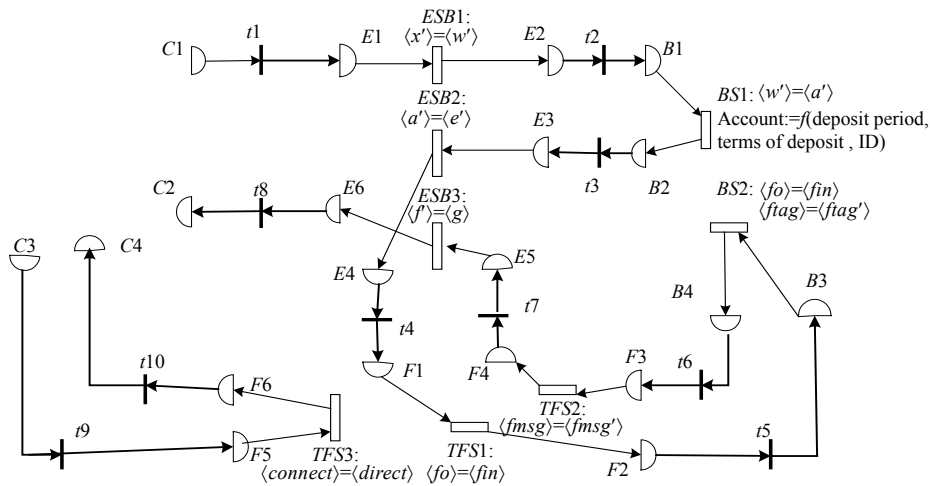 C1
t1
E1
ESB1:
⟨x'⟩=⟨w'⟩
E2
t2
B1
BS1: ⟨w'⟩=⟨a'⟩
Account:=f(deposit period,
terms of deposit , ID)
ESB2:
⟨a'⟩=⟨e'⟩
E3
t3
B2
C2
t8
E6
ESB3:
⟨f'⟩=⟨g⟩
BS2: ⟨fo⟩=⟨fin⟩
⟨ftag⟩=⟨ftag'⟩
C3
C4
E4
E5
B4
B3
t4
t7
t10
F6
F1
F4
F3
t6
TFS2:
⟨fmsg⟩=⟨fmsg'⟩
t9
F5
TFS3:
⟨connect⟩=⟨direct⟩
TFS1:
⟨fo⟩=⟨fin⟩
F2
t5